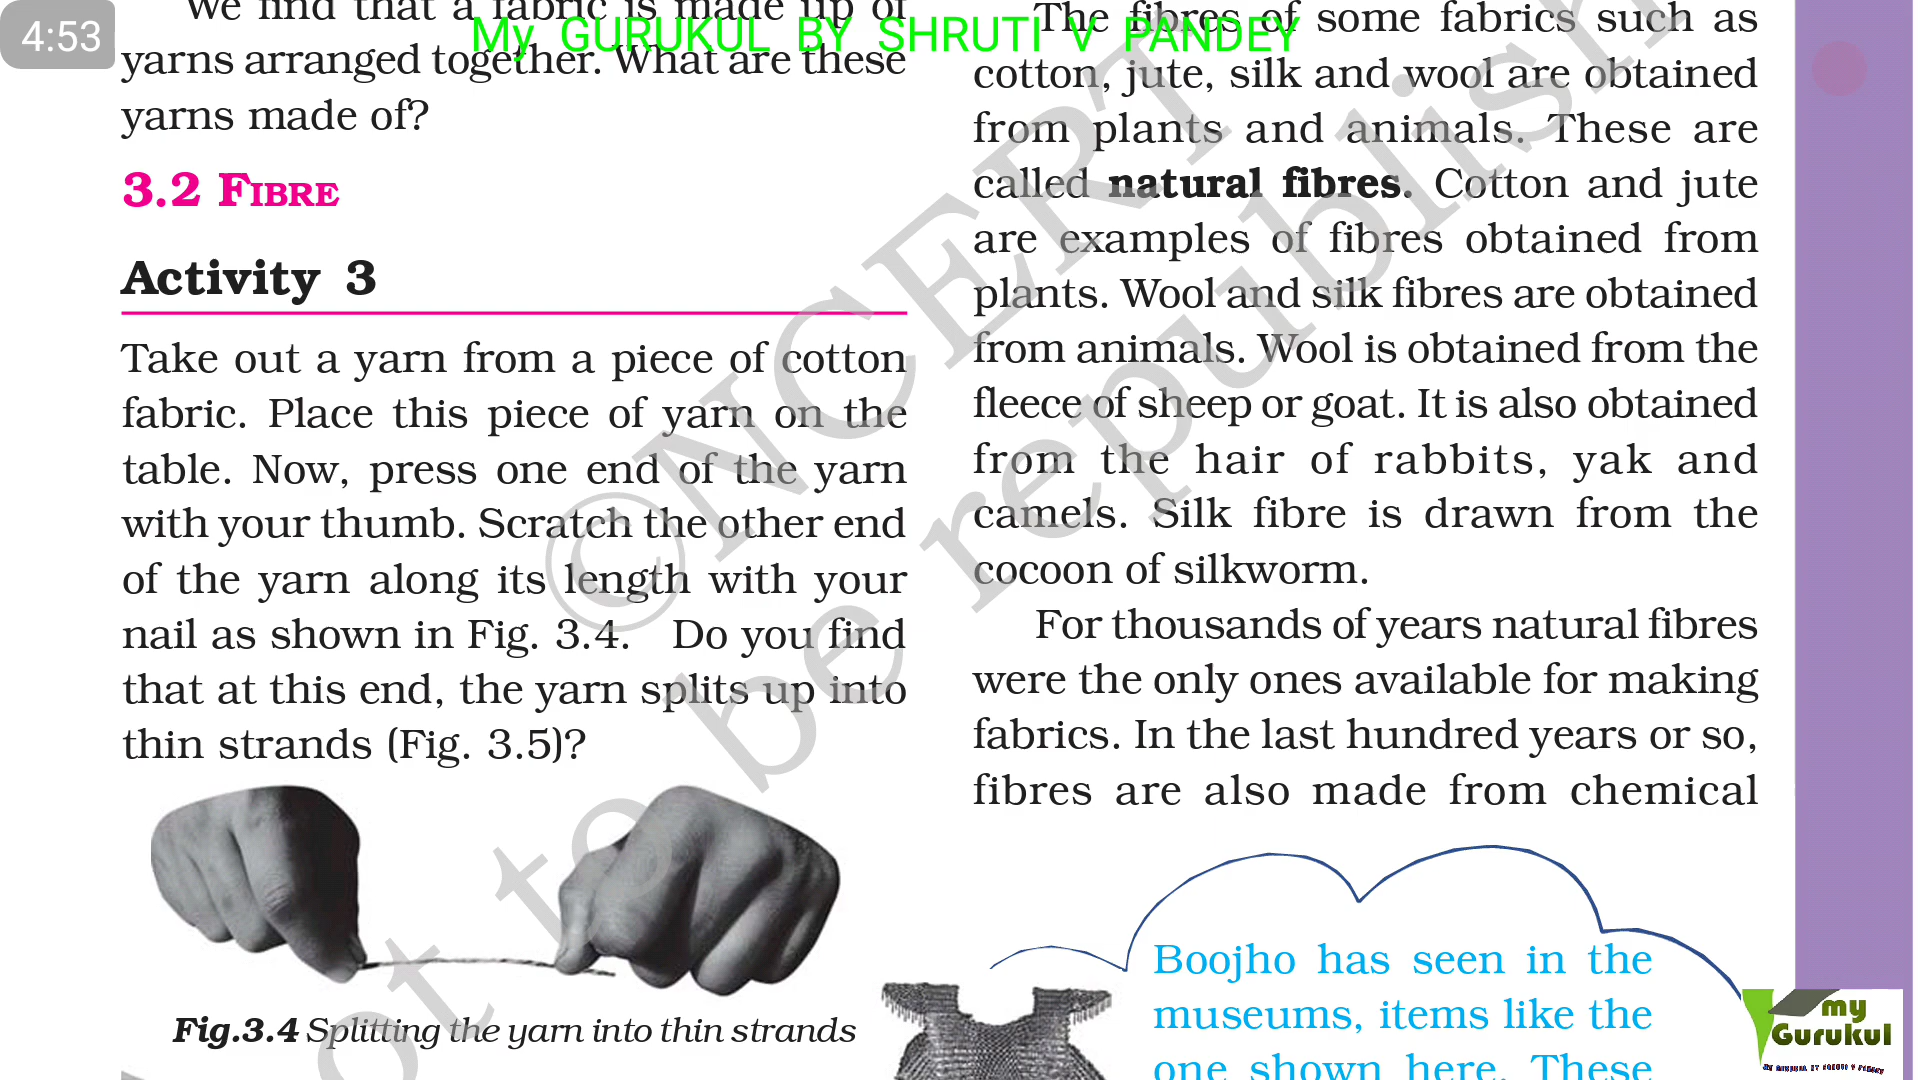 4:53
My GURUKUL BY SHRUTI V PANDEY
We find that a fabric is made up of
yarns arranged together. What are these
yarns made of?
3.2 FIBRE
Activity 3
Take out a yarn from a piece of cotton
fabric. Place this piece of yarn on the
table. Now, press one end of the yarn
with your thumb. Scratch the other end
of the yarn along its length with your
nail as shown in Fig. 3.4. Do you find
that at this end, the yarn splits up into
thin strands (Fig. 3.5)?
Fig.3.4 Splitting the yarn into thin strands
The fibres of some fabrics such as
cotton, jute, silk and wool are obtained
from plants and animals. These are
called natural fibres. Cotton and jute
are examples of fibres obtained from
plants. Wool and silk fibres are obtained
from animals. Wool is obtained from the
fleece of sheep or goat. It is also obtained
from the hair of rabbits, yak and
camels. Silk fibre is drawn from the
cocoon of silkworm.
For thousands of years natural fibres
were the only ones available for making
fabrics. In the last hundred years or so,
fibres are also made from chemical
Boojho has seen in the
museums, items like the
one shown here. These
©NCERT
not to be republish
my
Gurukul